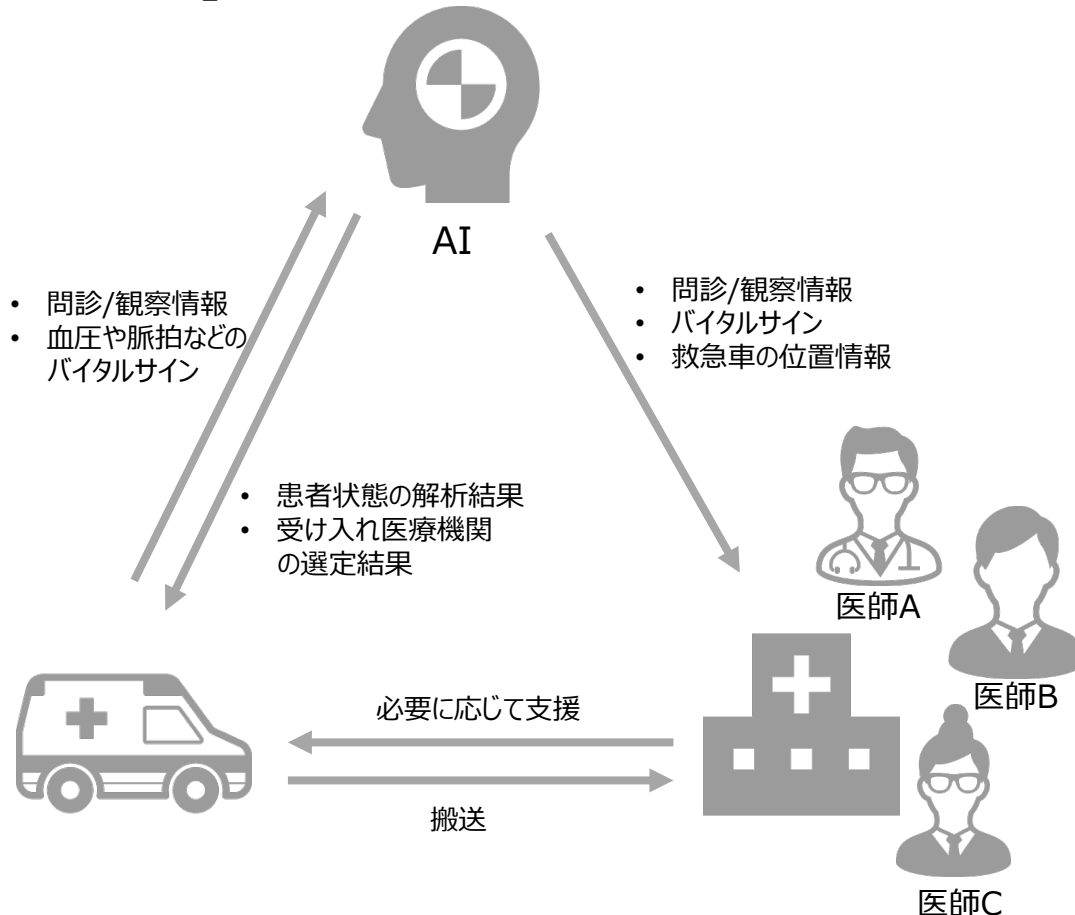 AI
• 問診/観察情報
• 血圧や脈拍などの
バイタルサイン
• 問診/観察情報
• バイタルサイン
• 救急車の位置情報
• 患者状態の解析結果
• 受け入れ医療機関
の選定結果
医師A
医師B
必要に応じて支援
搬送
医師C